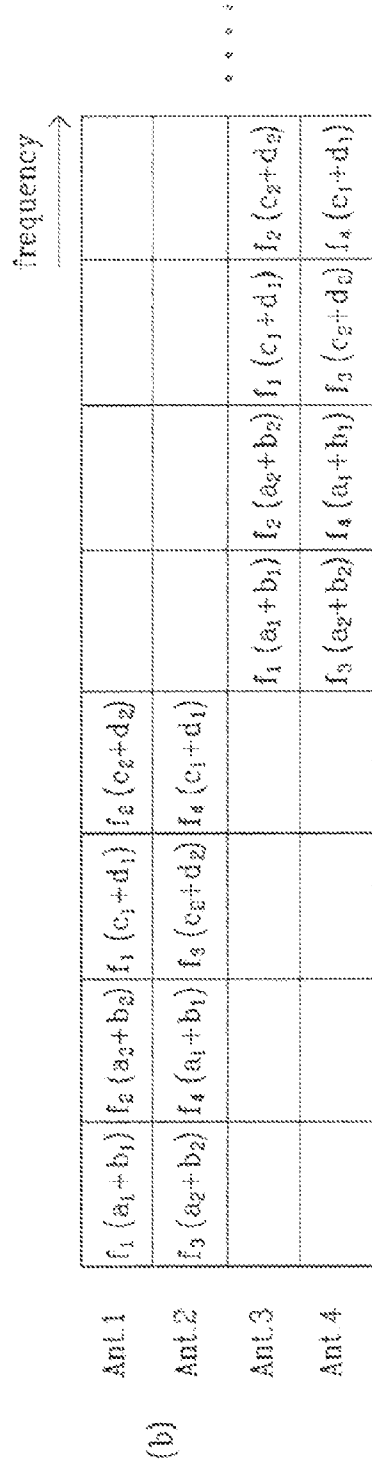 frequency
(b)
Ant.1 f₁(a₁+b₁) f₂(a₂+b₂) f₁(c₁+d₁) f₂(c₂+d₂)
Ant.2 f₃(a₂+b₂) f₄(a₁+b₁) f₃(c₂+d₂) f₄(c₁+d₁)
Ant.3 f₁(a₁+b₁) f₂(a₂+b₂) f₁(c₁+d₁) f₂(c₂+d₂)
Ant.4 f₃(a₂+b₂) f₄(a₁+b₁) f₃(c₂+d₂) f₄(c₁+d₁)